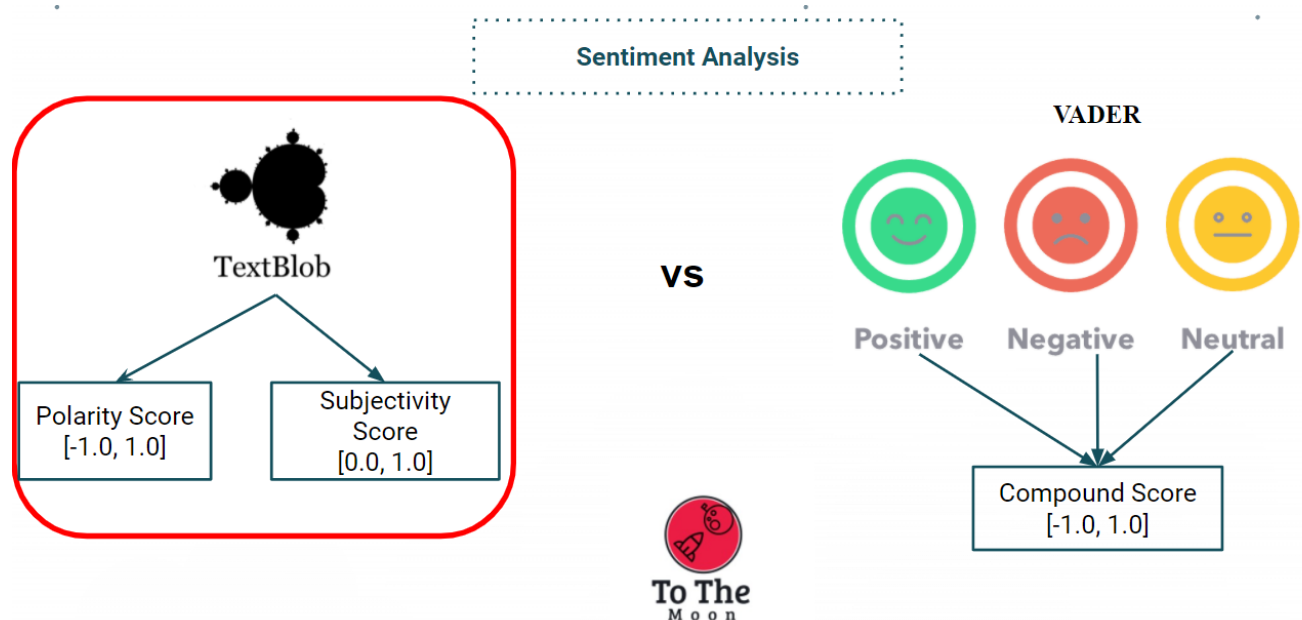 Sentiment Analysis
TextBlob
Polarity Score
[-1.0, 1.0]
Subjectivity
Score
[0.0, 1.0]
vs
VADER
Positive
Negative
Neutral
Compound Score
[-1.0, 1.0]
To The
Moon